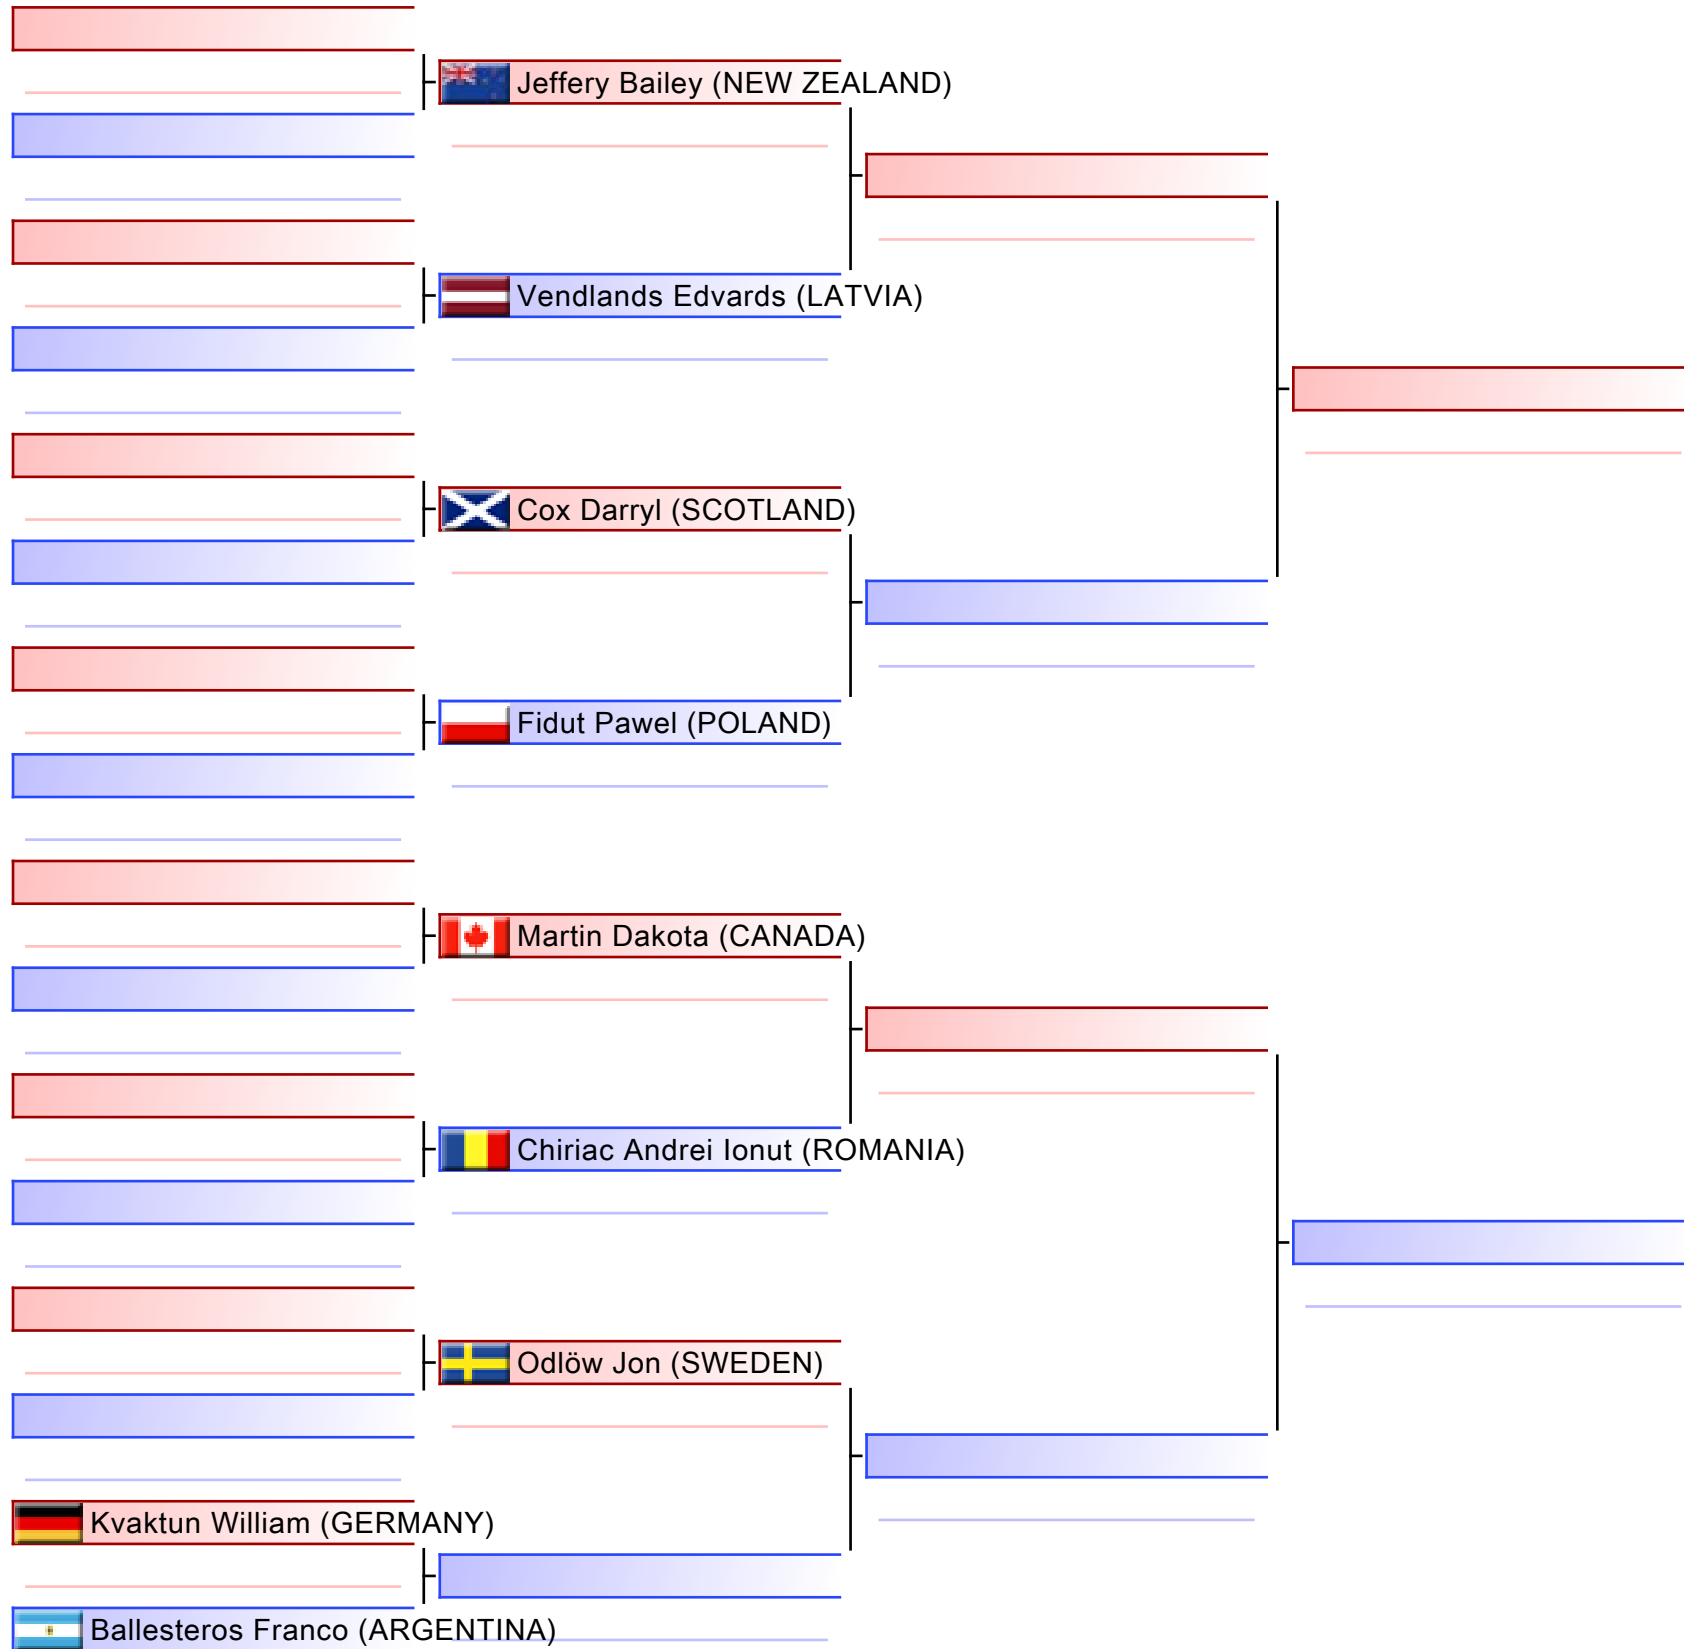 Jeffery Bailey (NEW ZEALAND)
Vendlands Edvards (LATVIA)
Cox Darryl (SCOTLAND)
Fidut Pawel (POLAND)
Martin Dakota (CANADA)
Chiriac Andrei Ionut (ROMANIA)
Odlöw Jon (SWEDEN)
Kvaktun William (GERMANY)
Ballesteros Franco (ARGENTINA)